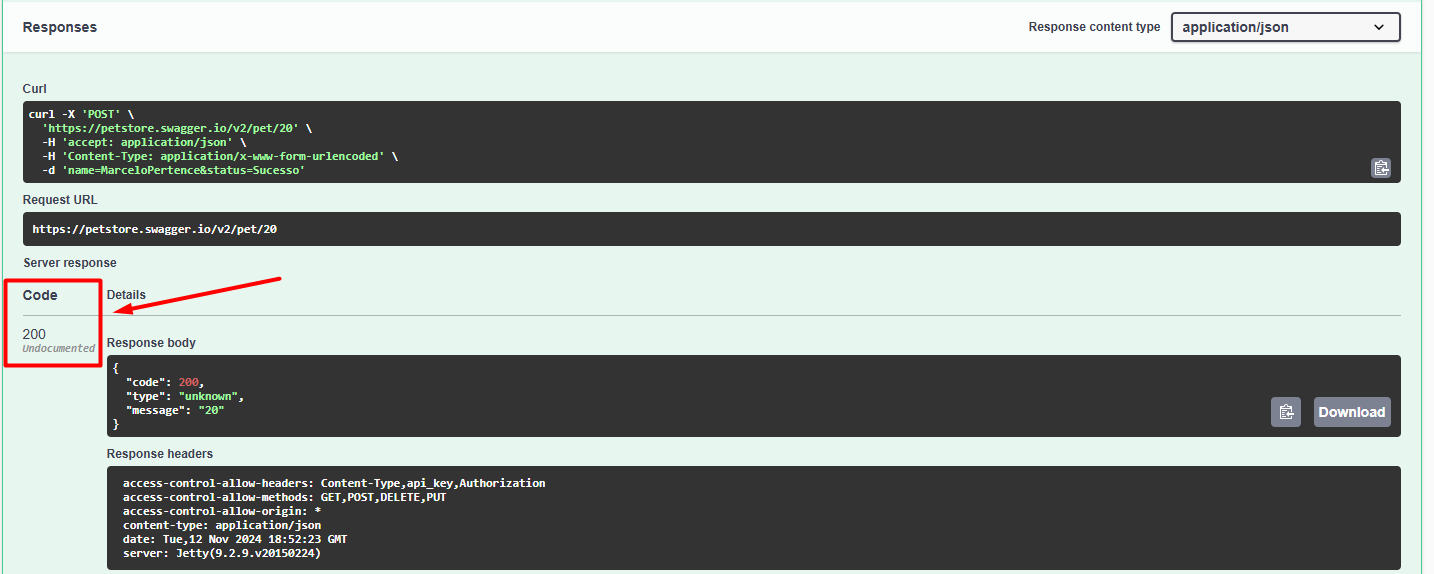 Responses
Response content type
application/json
Curl
curl -X 'POST' \
  'https://petstore.swagger.io/v2/pet/20' \
  -H 'accept: application/json' \
  -H 'Content-Type: application/x-www-form-urlencoded' \
  -d 'name=MarceloPertence&status=Sucesso'
Request URL
https://petstore.swagger.io/v2/pet/20
Server response
Code Details
200
Undocumented
Response body
{
  "code": 200,
  "type": "unknown",
  "message": "20"
}
Download
Response headers
access-control-allow-headers: Content-Type,api_key,Authorization
access-control-allow-methods: GET,POST,DELETE,PUT
access-control-allow-origin: *
content-type: application/json
date: Tue,12 Nov 2024 18:52:23 GMT
server: Jetty(9.2.9.v20150224)